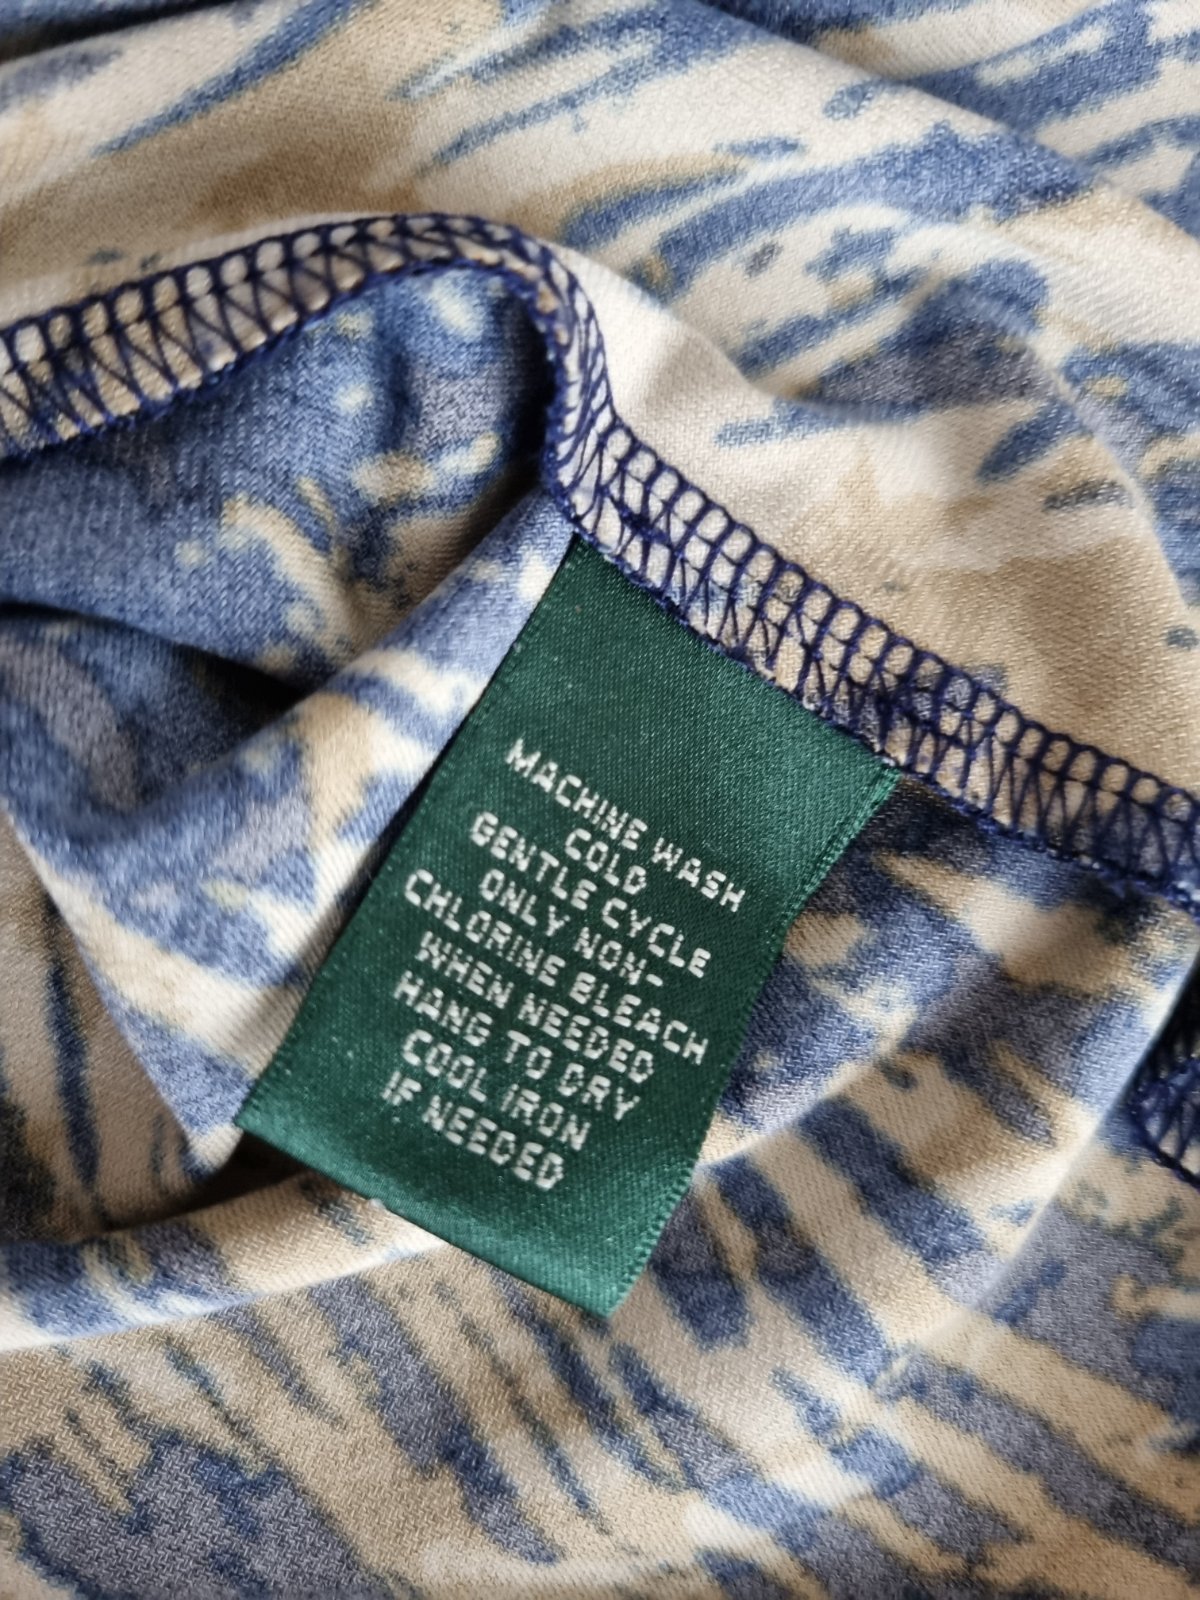 MACHINE WASH
COLD
GENTLE CYCLE
ONLY NON-
CHLORINE BLEACH
WHEN NEEDED
HANG TO DRY
COOL IRON
IF NEEDED